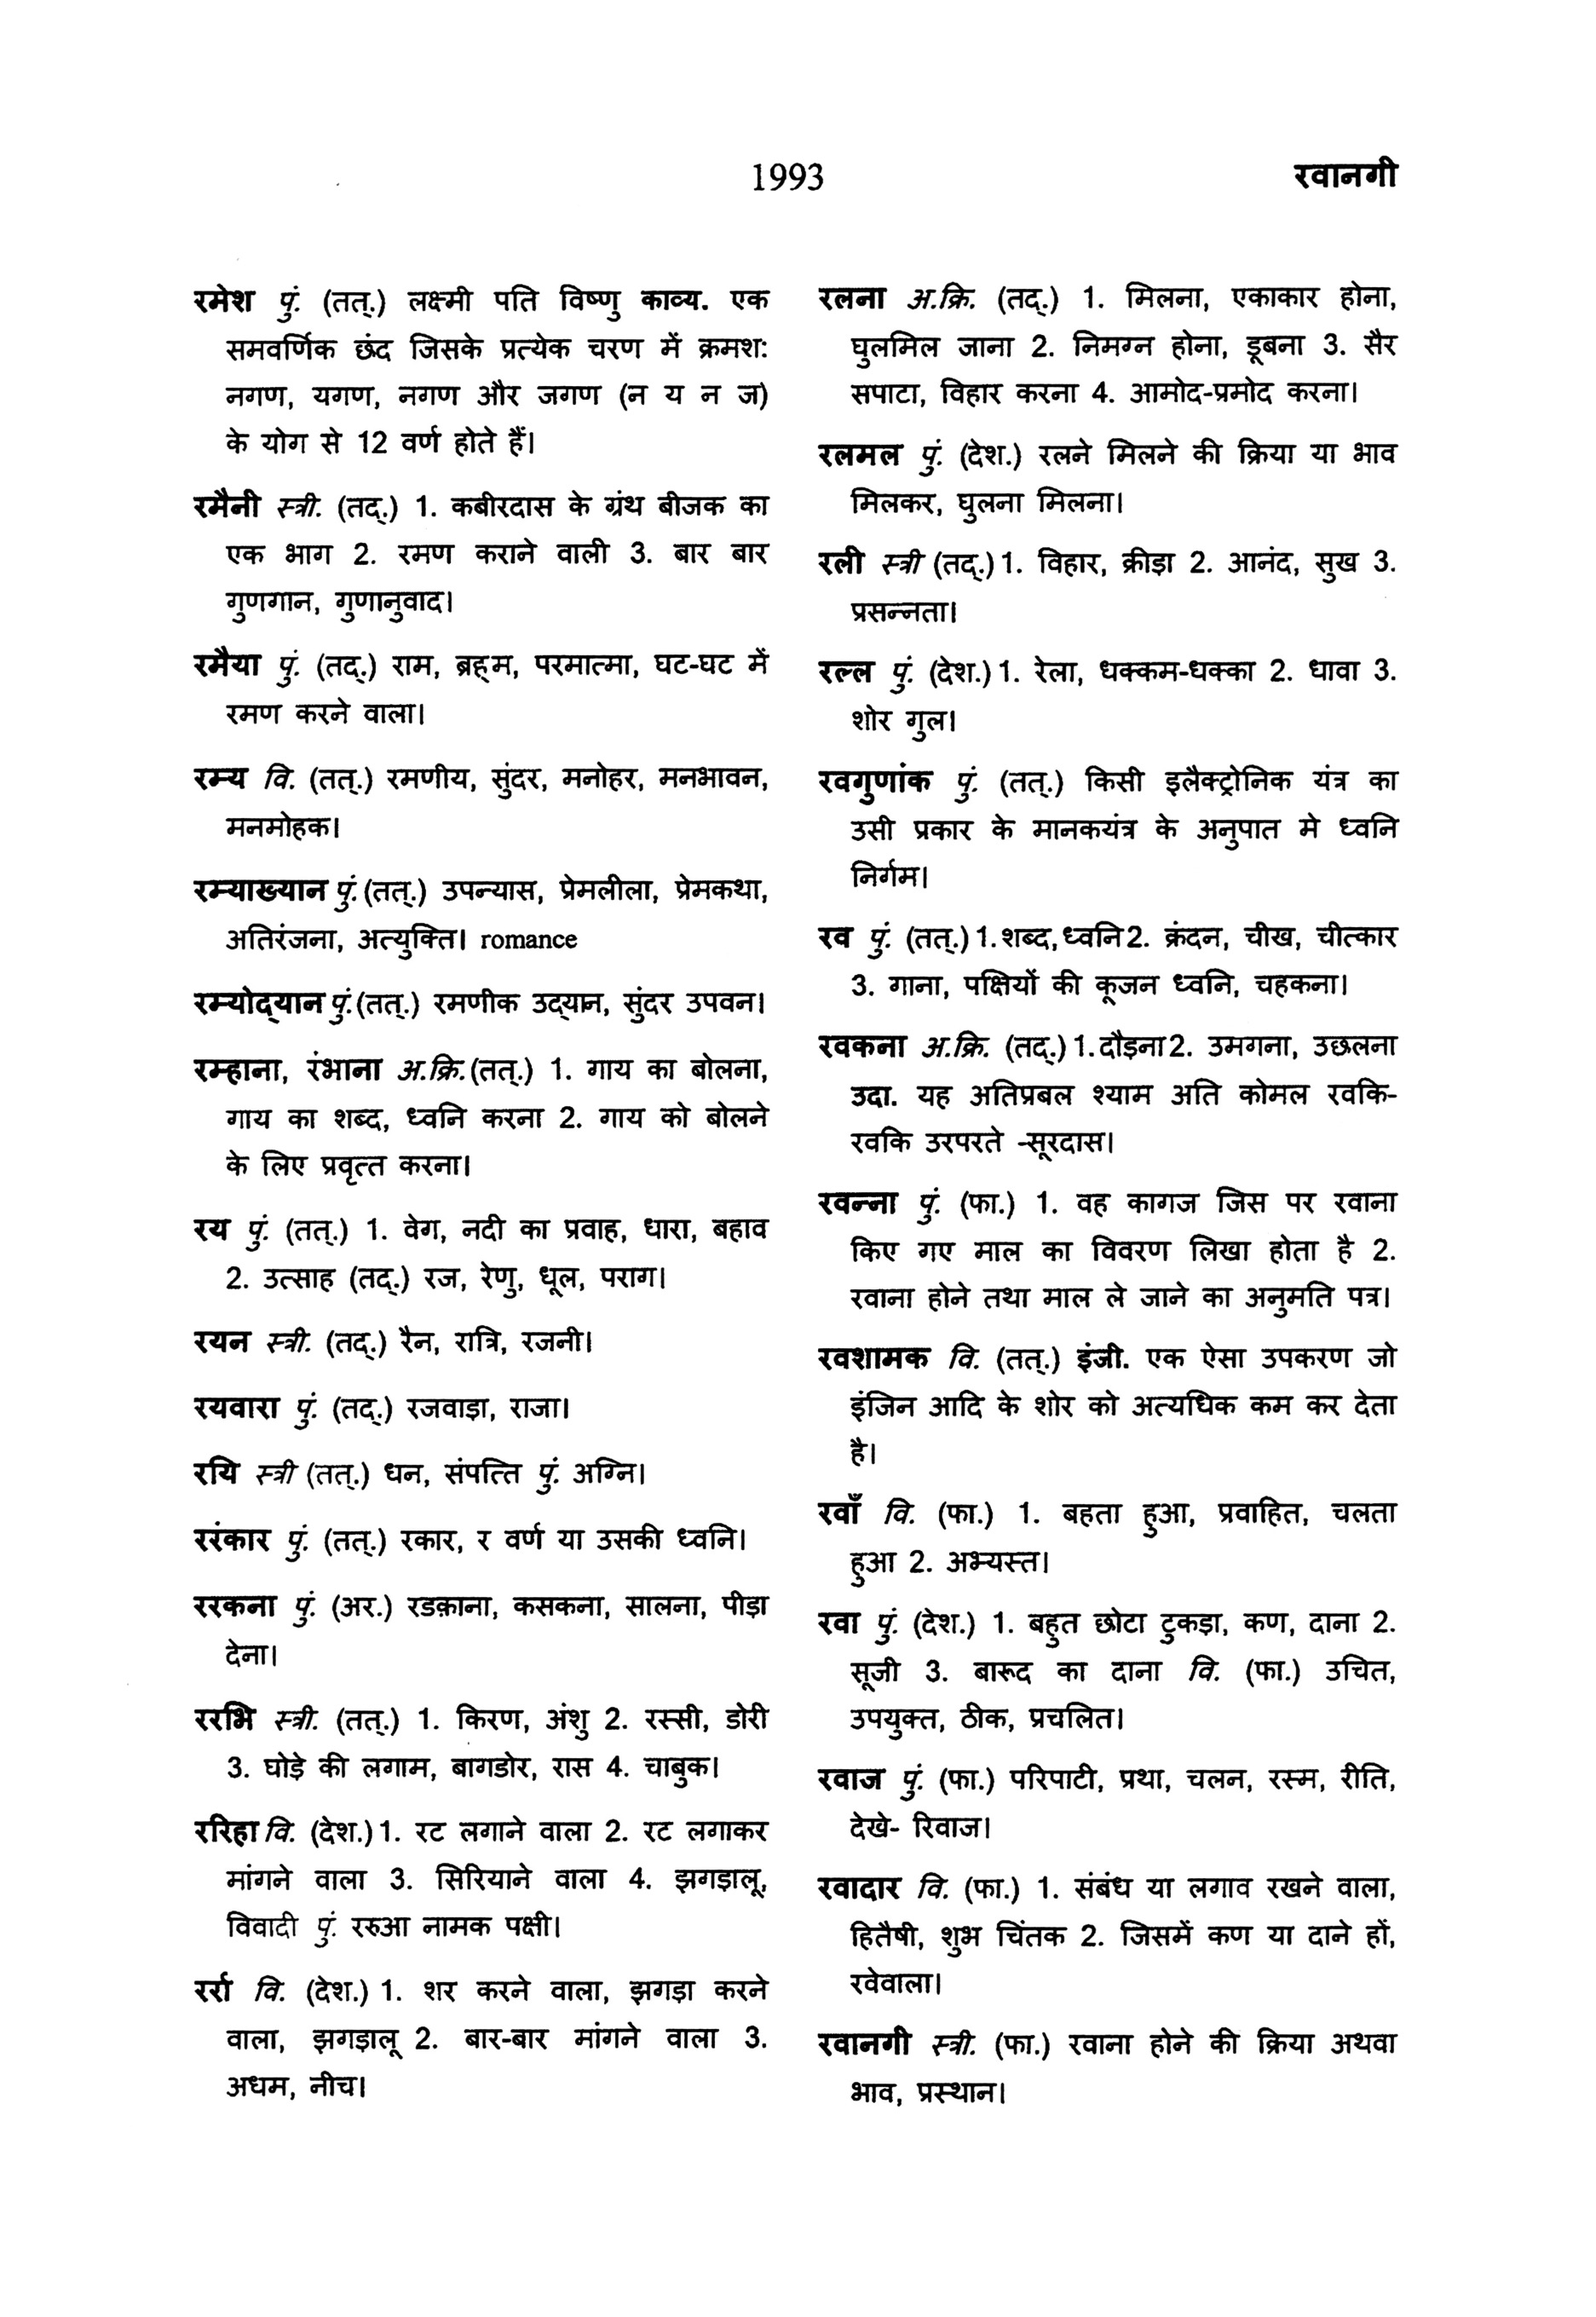 1993
रवानगी
रमेश पुं. (तत्.) लक्ष्मी पति विष्णु काव्य. एक
समवर्णिक छंद जिसके प्रत्येक चरण में क्रमश:
नगण, यगण, नगण और जगण (न य न ज)
के योग से 12 वर्ण होते हैं।
रमैनी स्त्री. (तद्.) 1. कबीरदास के ग्रंथ बीजक का
एक भाग 2. रमण कराने वाली 3. बार बार
गुणगान, गुणानुवाद।
रमैया पुं. (तद्.) राम, ब्रह्म, परमात्मा, घट-घट में
रमण करने वाला।
रम्य वि. (तत्.) रमणीय, सुंदर, मनोहर, मनभावन,
मनमोहक।
रम्याख्यान पुं.(तत्.) उपन्यास, प्रेमलीला, प्रेमकथा,
अतिरंजना, अत्युक्ति। romance
रम्योद्‌यान पुं.(तत्.) रमणीक उद्‌यान, सुंदर उपवन।
रम्हाना, रंभाना अ.क्रि.(तत्.) 1. गाय का बोलना,
गाय का शब्द, ध्वनि करना 2. गाय को बोलने
के लिए प्रवृत्त करना।
रय पुं. (तत्.) 1. वेग, नदी का प्रवाह, धारा, बहाव
2. उत्साह (तद्.) रज, रेणु, धूल, पराग।
रयन स्त्री. (तद्.) रैन, रात्रि, रजनी।
रयवारा पुं. (तद्.) रजवाड़ा, राजा।
रयि स्त्री (तत्.) धन, संपत्ति पुं. अग्नि।
ररंकार पुं. (तत्.) रकार, र वर्ण या उसकी ध्वनि।
ररकना पुं. (अर.) रडक़ाना, कसकना, सालना, पीड़ा
देना।
ररभि स्त्री. (तत्.) 1. किरण, अंशु 2. रस्सी, डोरी
3. घोड़े की लगाम, बागडोर, रास 4. चाबुक।
ररिहा वि. (देश.) 1. रट लगाने वाला 2. रट लगाकर
मांगने वाला 3. सिरियाने वाला 4. झगड़ालू,
विवादी पुं. ररुआ नामक पक्षी।
रर्रा वि. (देश.) 1. शर करने वाला, झगड़ा करने
वाला, झगड़ालू 2. बार-बार मांगने वाला 3.
अधम, नीच।
रलना अ.क्रि. (तद्.) 1. मिलना, एकाकार होना,
घुलमिल जाना 2. निमग्न होना, डूबना 3. सैर
सपाटा, विहार करना 4. आमोद-प्रमोद करना।
रलमल पुं. (देश.) रलने मिलने की क्रिया या भाव
मिलकर, घुलना मिलना।
रली स्त्री (तद्.) 1. विहार, क्रीड़ा 2. आनंद, सुख 3.
प्रसन्नता।
रल्ल पुं. (देश.) 1. रेला, धक्कम-धक्का 2. धावा 3.
शोर गुल।
रवगुणांक पुं. (तत्.) किसी इलैक्ट्रोनिक यंत्र का
उसी प्रकार के मानकयंत्र के अनुपात मे ध्वनि
निर्गम।
रव पुं. (तत्.) 1. शब्द, ध्वनि 2. क्रंदन, चीख, चीत्कार
3. गाना, पक्षियों की कूजन ध्वनि, चहकना।
रवकना अ.क्रि. (तद्.) 1. दौड़ना 2. उमगना, उछलना
उदा. यह अतिप्रबल श्याम अति कोमल रवकि-
रवकि उरपरते -सूरदास।
रवन्ना पुं. (फा.) 1. वह कागज जिस पर रवाना
किए गए माल का विवरण लिखा होता है 2.
रवाना होने तथा माल ले जाने का अनुमति पत्र।
रवशामक वि. (तत्.) इंजी. एक ऐसा उपकरण जो
इंजिन आदि के शोर को अत्यधिक कम कर देता
है।
रवाँ वि. (फा.) 1. बहता हुआ, प्रवाहित, चलता
हुआ 2. अभ्यस्त।
रवा पुं. (देश.) 1. बहुत छोटा टुकड़ा, कण, दाना 2.
सूजी 3. बारूद का दाना वि. (फा.) उचित,
उपयुक्त, ठीक, प्रचलित।
रवाज पुं. (फा.) परिपाटी, प्रथा, चलन, रस्म, रीति,
देखे- रिवाज।
रवादार वि. (फा.) 1. संबंध या लगाव रखने वाला,
हितैषी, शुभ चिंतक 2. जिसमें कण या दाने हों,
रवेवाला।
रवानगी स्त्री. (फा.) रवाना होने की क्रिया अथवा
भाव, प्रस्थान।